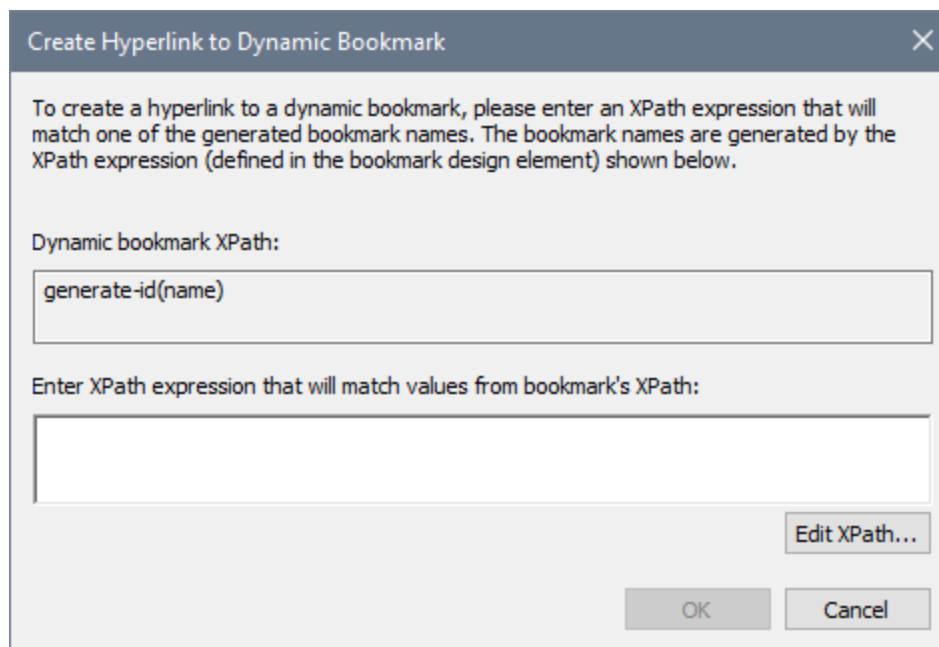 Create Hyperlink to Dynamic Bookmark
To create a hyperlink to a dynamic bookmark, please enter an XPath expression that will
match one of the generated bookmark names. The bookmark names are generated by the
XPath expression (defined in the bookmark design element) shown below.
Dynamic bookmark XPath:
generate-id(name)
Enter XPath expression that will match values from bookmark's XPath:
Edit XPath...
OK
Cancel